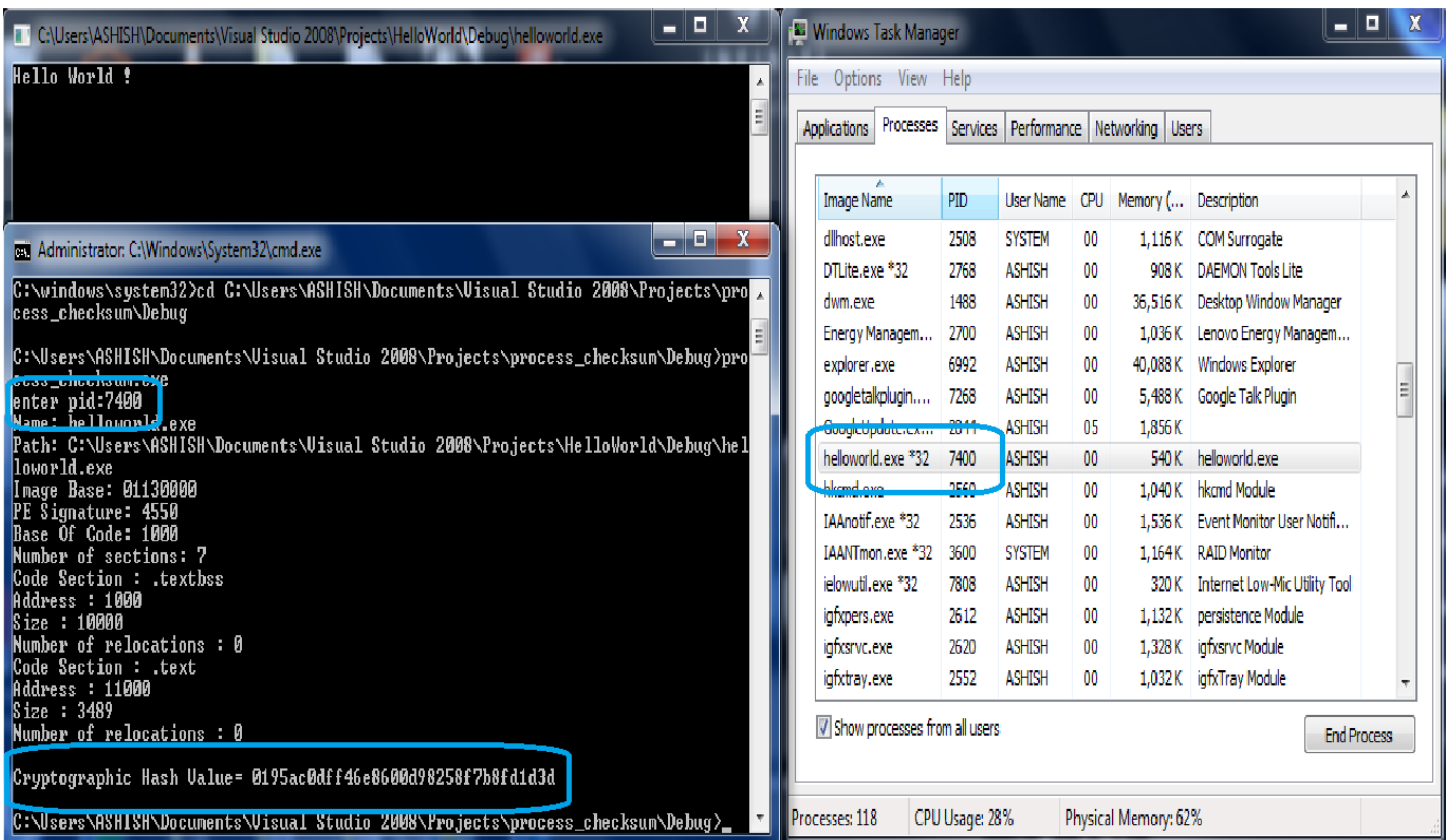 C:\Users\ASHISH\Documents\Visual Studio 2008\Projects\HelloWorld\Debug\helloworld.exe
Hello World !
Administrator: C:\Windows\System32\cmd.exe
C:\windows\system32>cd C:\Users\ASHISH\Documents\Visual Studio 2008\Projects\pro
cess_checksum\Debug
C:\Users\ASHISH\Documents\Visual Studio 2008\Projects\process_checksum\Debug>pro
cess_checksum.exe
enter pid:7400
Name: helloworld.exe
Path: C:\Users\ASHISH\Documents\Visual Studio 2008\Projects\HelloWorld\Debug\hel
loworld.exe
Image Base: 01130000
PE Signature: 4550
Base Of Code: 1000
Number of sections: 7
Code Section : .textbss
Address : 1000
Size : 10000
Number of relocations : 0
Code Section : .text
Address : 11000
Size : 3489
Number of relocations : 0
Cryptographic Hash Value= 0195ac0dff46e8600d98258f7b8fd1d3d
C:\Users\ASHISH\Documents\Visual Studio 2008\Projects\process_checksum\Debug>_
Windows Task Manager
File Options View Help
Applications Processes Services Performance Networking Users
Image Name PID User Name CPU Memory (... Description
dllhost.exe 2508 SYSTEM 00 1,116 K COM Surrogate
DTLite.exe *32 2768 ASHISH 00 908 K DAEMON Tools Lite
dwm.exe 1488 ASHISH 00 36,516 K Desktop Window Manager
Energy Managem... 2700 ASHISH 00 1,036 K Lenovo Energy Managem...
explorer.exe 6992 ASHISH 00 40,088 K Windows Explorer
googletalkplugin.... 7268 ASHISH 00 5,488 K Google Talk Plugin
GoogleUpdate.ex... 2844 ASHISH 05 1,856 K
helloworld.exe *32 7400 ASHISH 00 540 K helloworld.exe
hkcmd.exe 2560 ASHISH 00 1,040 K hkcmd Module
IAAnotif.exe *32 2536 ASHISH 00 1,536 K Event Monitor User Notifi...
IAANTmon.exe *32 3600 SYSTEM 00 1,164 K RAID Monitor
ielowutil.exe *32 7808 ASHISH 00 320 K Internet Low-Mic Utility Tool
igfxpers.exe 2612 ASHISH 00 1,132 K persistence Module
igfxsrvc.exe 2620 ASHISH 00 1,328 K igfxsrvc Module
igfxtray.exe 2552 ASHISH 00 1,032 K igfxTray Module
Show processes from all users
End Process
Processes: 118 CPU Usage: 28% Physical Memory: 62%